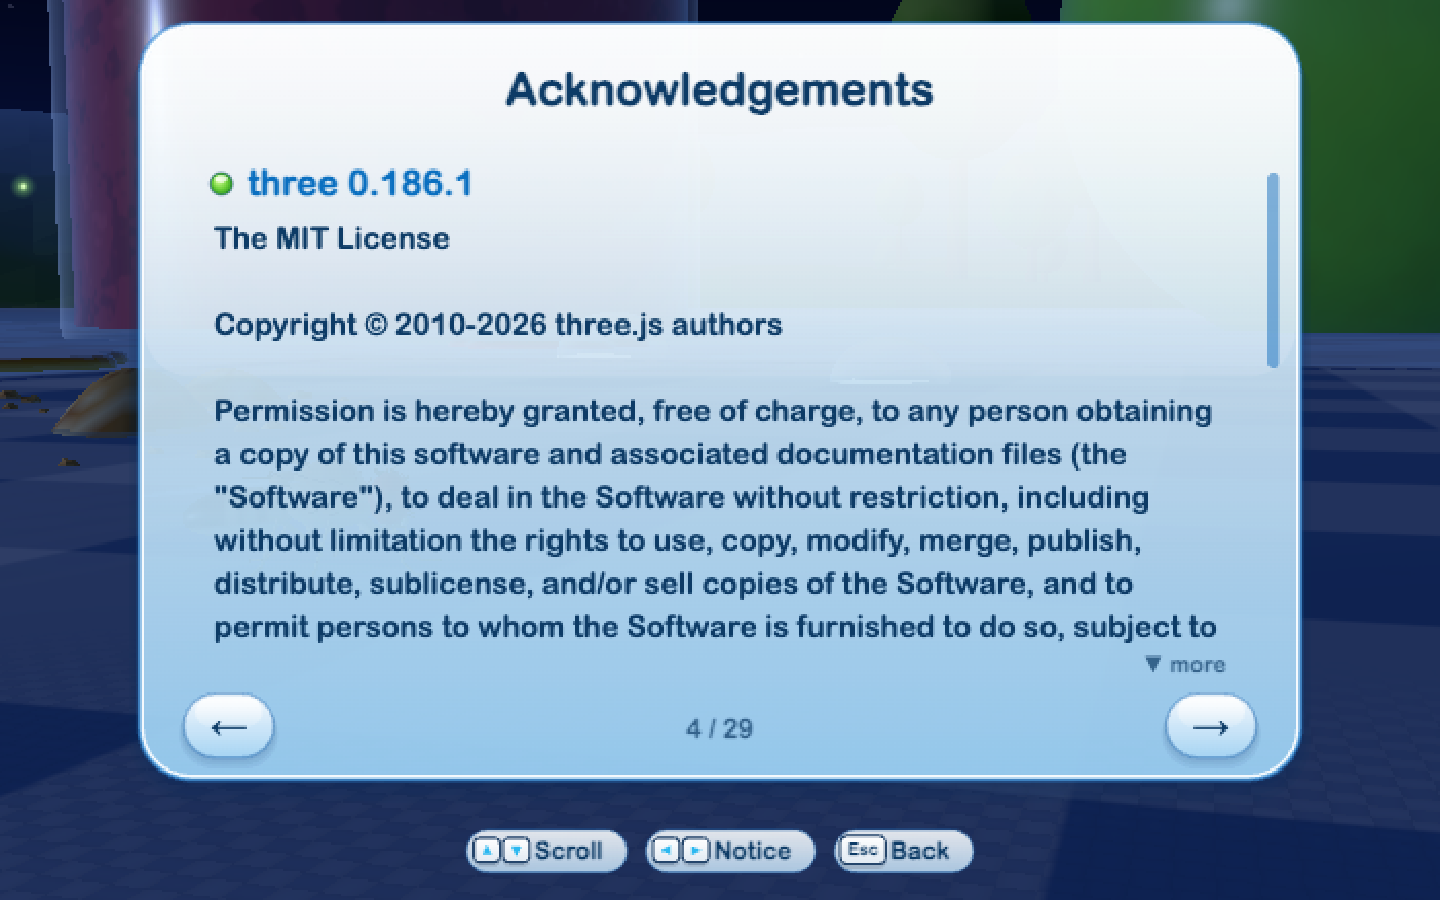 Acknowledgements
three 0.186.1
The MIT License
Copyright © 2010-2026 three.js authors
Permission is hereby granted, free of charge, to any person obtaining
a copy of this software and associated documentation files (the
"Software"), to deal in the Software without restriction, including
without limitation the rights to use, copy, modify, merge, publish,
distribute, sublicense, and/or sell copies of the Software, and to
permit persons to whom the Software is furnished to do so, subject to
▼ more
← 4 / 29 →
▲ ▼ Scroll ◄ ► Notice Esc Back